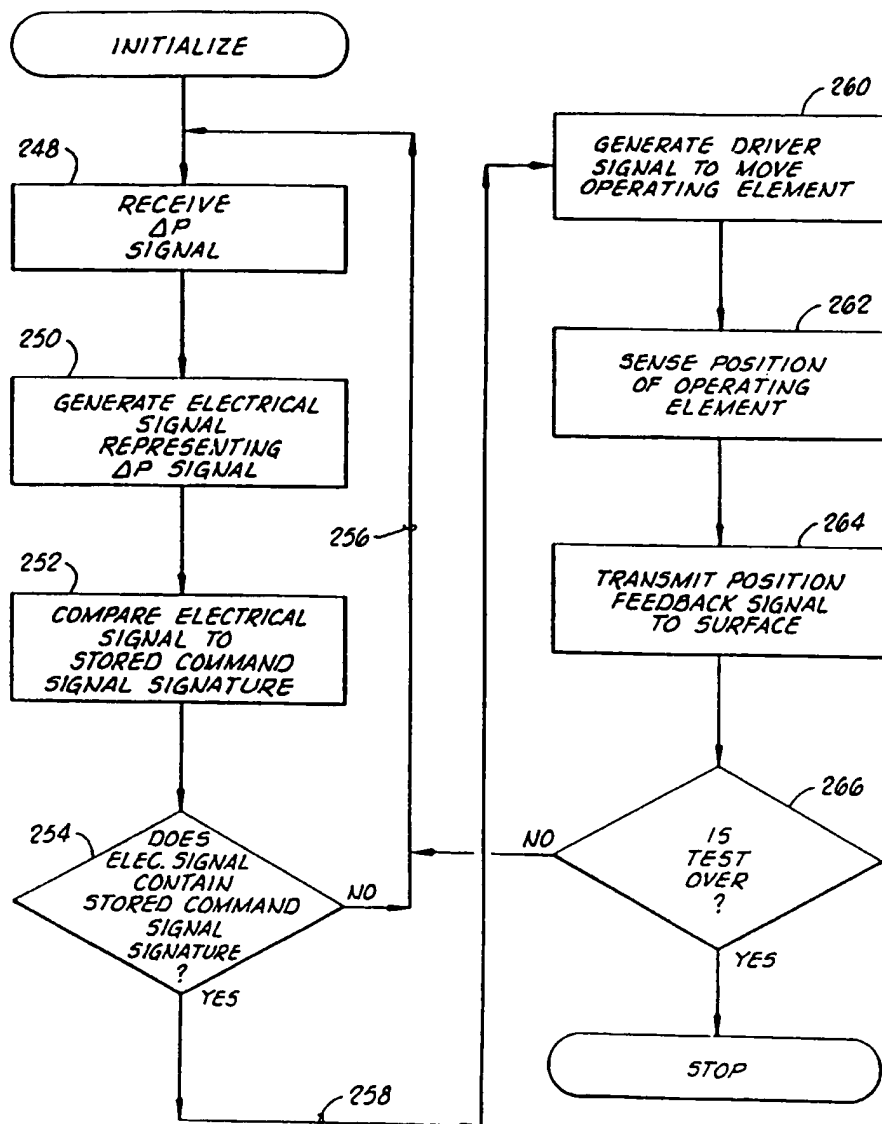 INITIALIZE
248
RECEIVE
ΔP
SIGNAL
250
GENERATE ELECTRICAL
SIGNAL
REPRESENTING
ΔP SIGNAL
252
COMPARE ELECTRICAL
SIGNAL TO
STORED COMMAND
SIGNAL SIGNATURE
254
DOES
ELEC. SIGNAL
CONTAIN
STORED COMMAND
SIGNAL
SIGNATURE
?
NO
YES
256
258
260
GENERATE DRIVER
SIGNAL TO MOVE
OPERATING ELEMENT
262
SENSE POSITION
OF OPERATING
ELEMENT
264
TRANSMIT POSITION
FEEDBACK SIGNAL
TO SURFACE
266
IS
TEST
OVER
?
NO
YES
STOP